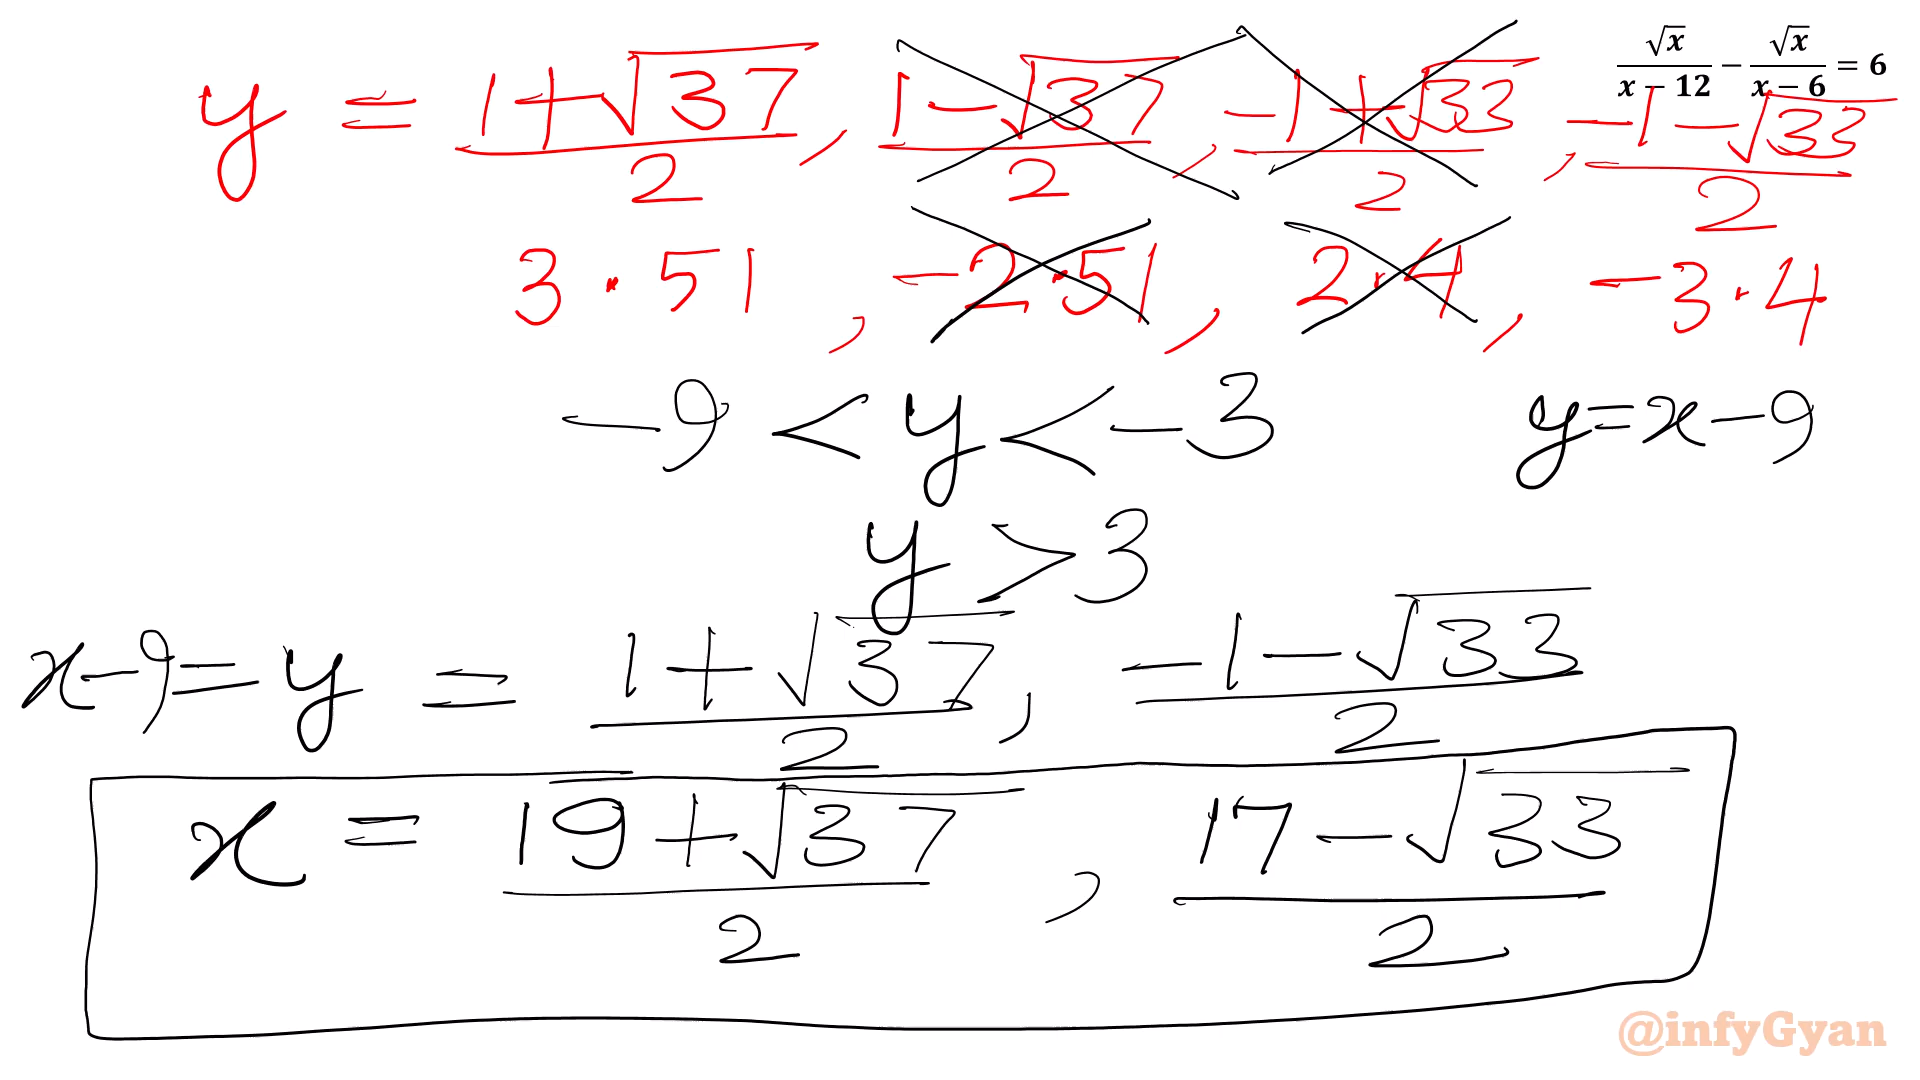 √x/(x − 12) − √x/(x − 6) = 6
y = (1+√37)/2 , (1−√37)/2 , (−1+√33)/2 , (−1−√33)/2
3.51 , −2.51 , 2.4 , −3.4
−9 < y < −3 y=x−9
y > 3
x−9= y = (1+√37)/2 , (−1−√33)/2
x = (19+√37)/2 , (17−√33)/2
@infyGyan